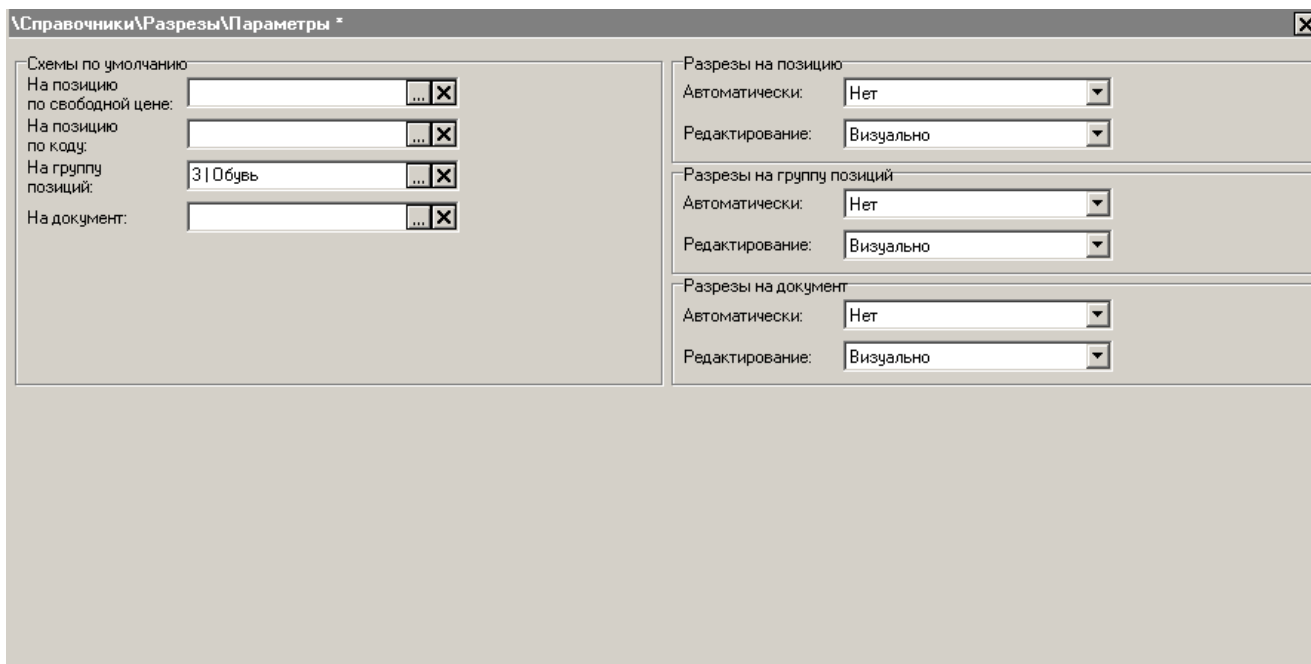 \Справочники\Разрезы\Параметры *
Схемы по умолчанию
На позицию
по свободной цене:
...
На позицию
по коду:
...
На группу
позиций:
3 | Обувь
...
На документ:
...
Разрезы на позицию
Автоматически:
Нет
Редактирование:
Визуально
Разрезы на группу позиций
Автоматически:
Нет
Редактирование:
Визуально
Разрезы на документ
Автоматически:
Нет
Редактирование:
Визуально